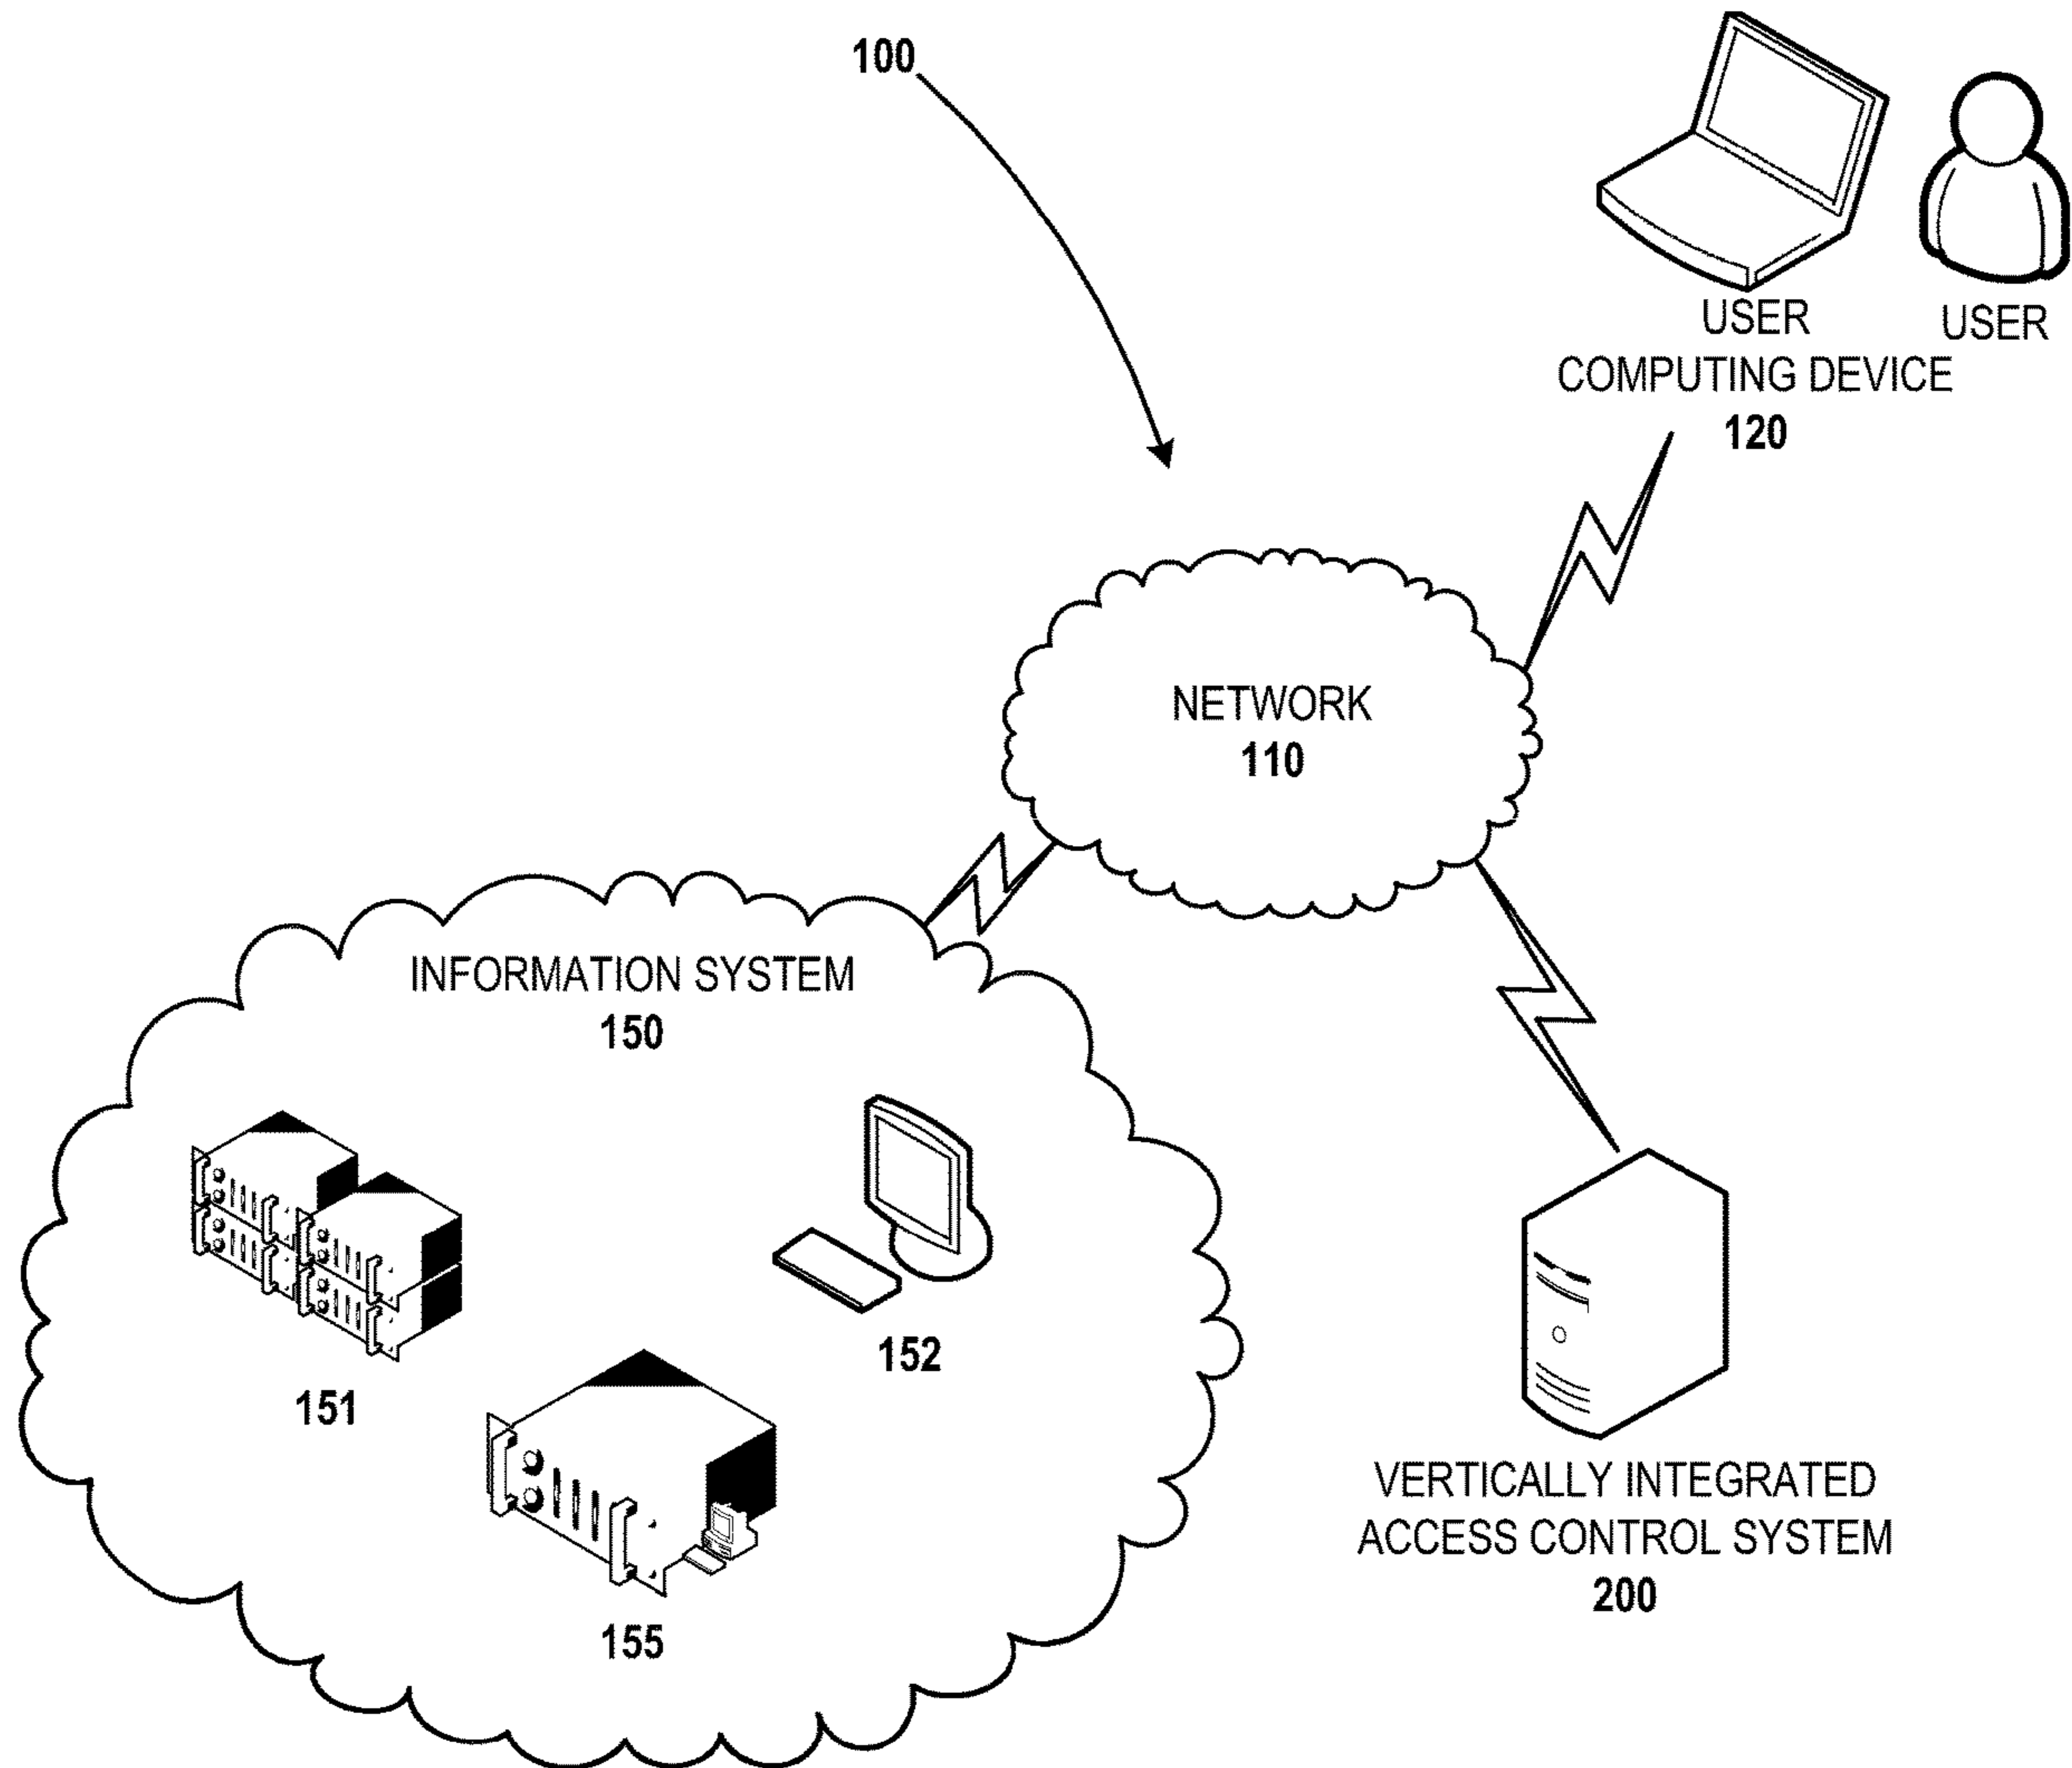 100
USER
COMPUTING DEVICE
120
USER
NETWORK
110
INFORMATION SYSTEM
150
151
152
155
VERTICALLY INTEGRATED
ACCESS CONTROL SYSTEM
200